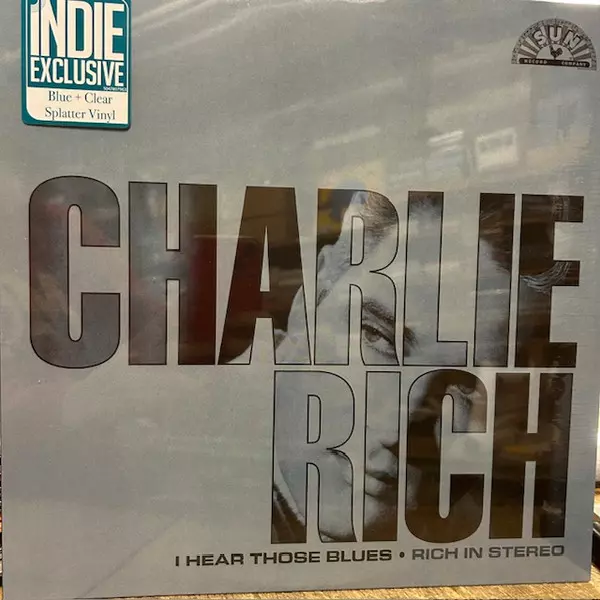 INDIE
EXCLUSIVE
Blue + Clear
Splatter Vinyl
SUN
RECORD COMPANY
CHARLIE
RICH
I HEAR THOSE BLUES • RICH IN STEREO